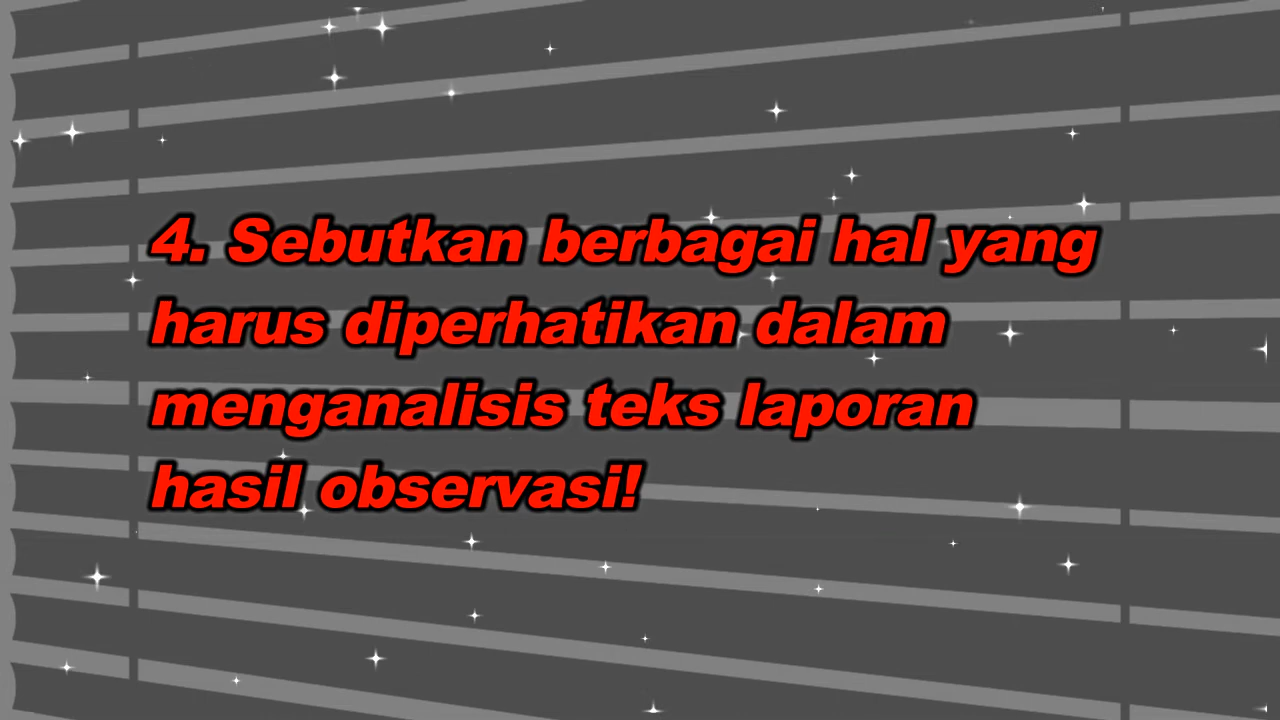 4. Sebutkan berbagai hal yang
harus diperhatikan dalam
menganalisis teks laporan
hasil observasi!